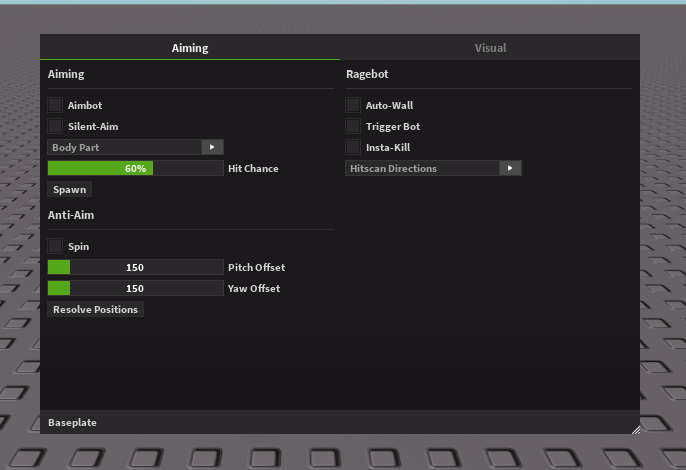 Aiming
Visual
Aiming
Aimbot
Silent-Aim
Body Part
60%
Hit Chance
Spawn
Anti-Aim
Spin
150
Pitch Offset
150
Yaw Offset
Resolve Positions
Ragebot
Auto-Wall
Trigger Bot
Insta-Kill
Hitscan Directions
Baseplate